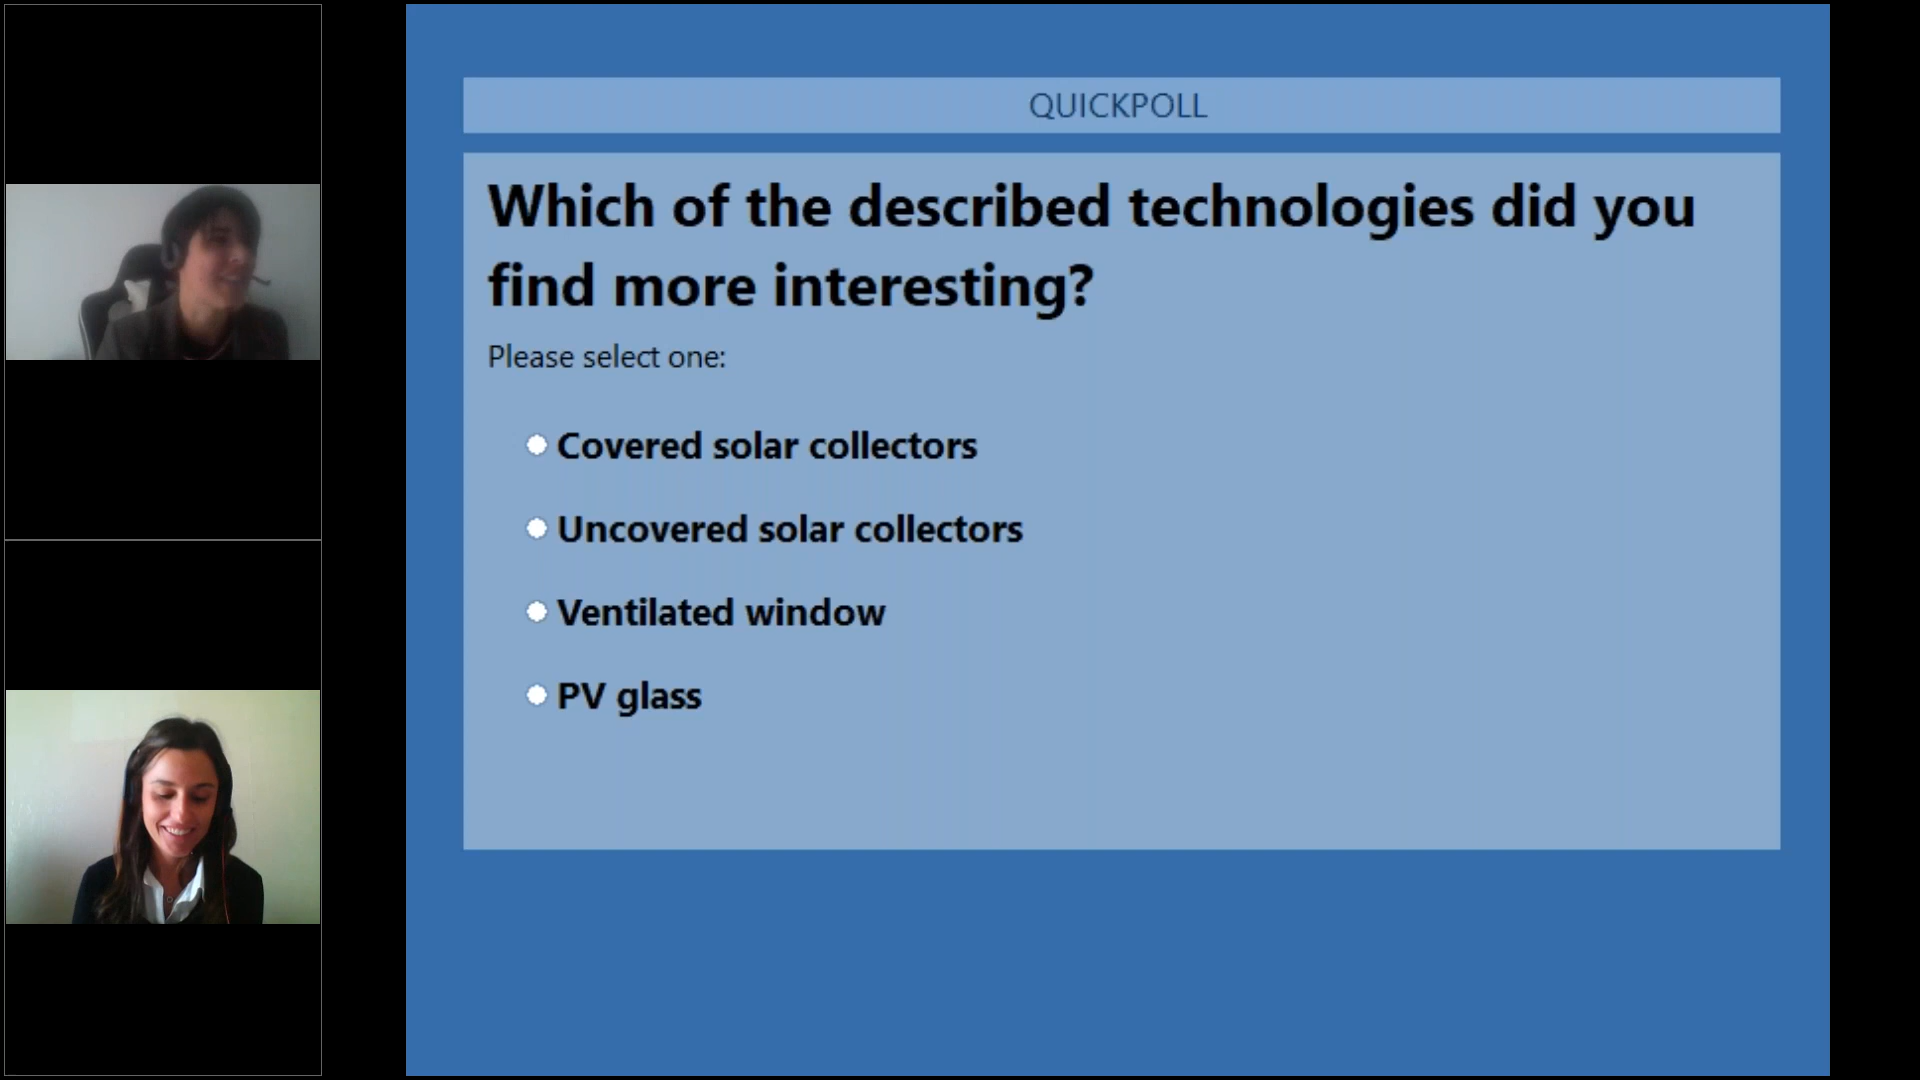 QUICKPOLL
Which of the described technologies did you
find more interesting?
Please select one:
Covered solar collectors
Uncovered solar collectors
Ventilated window
PV glass